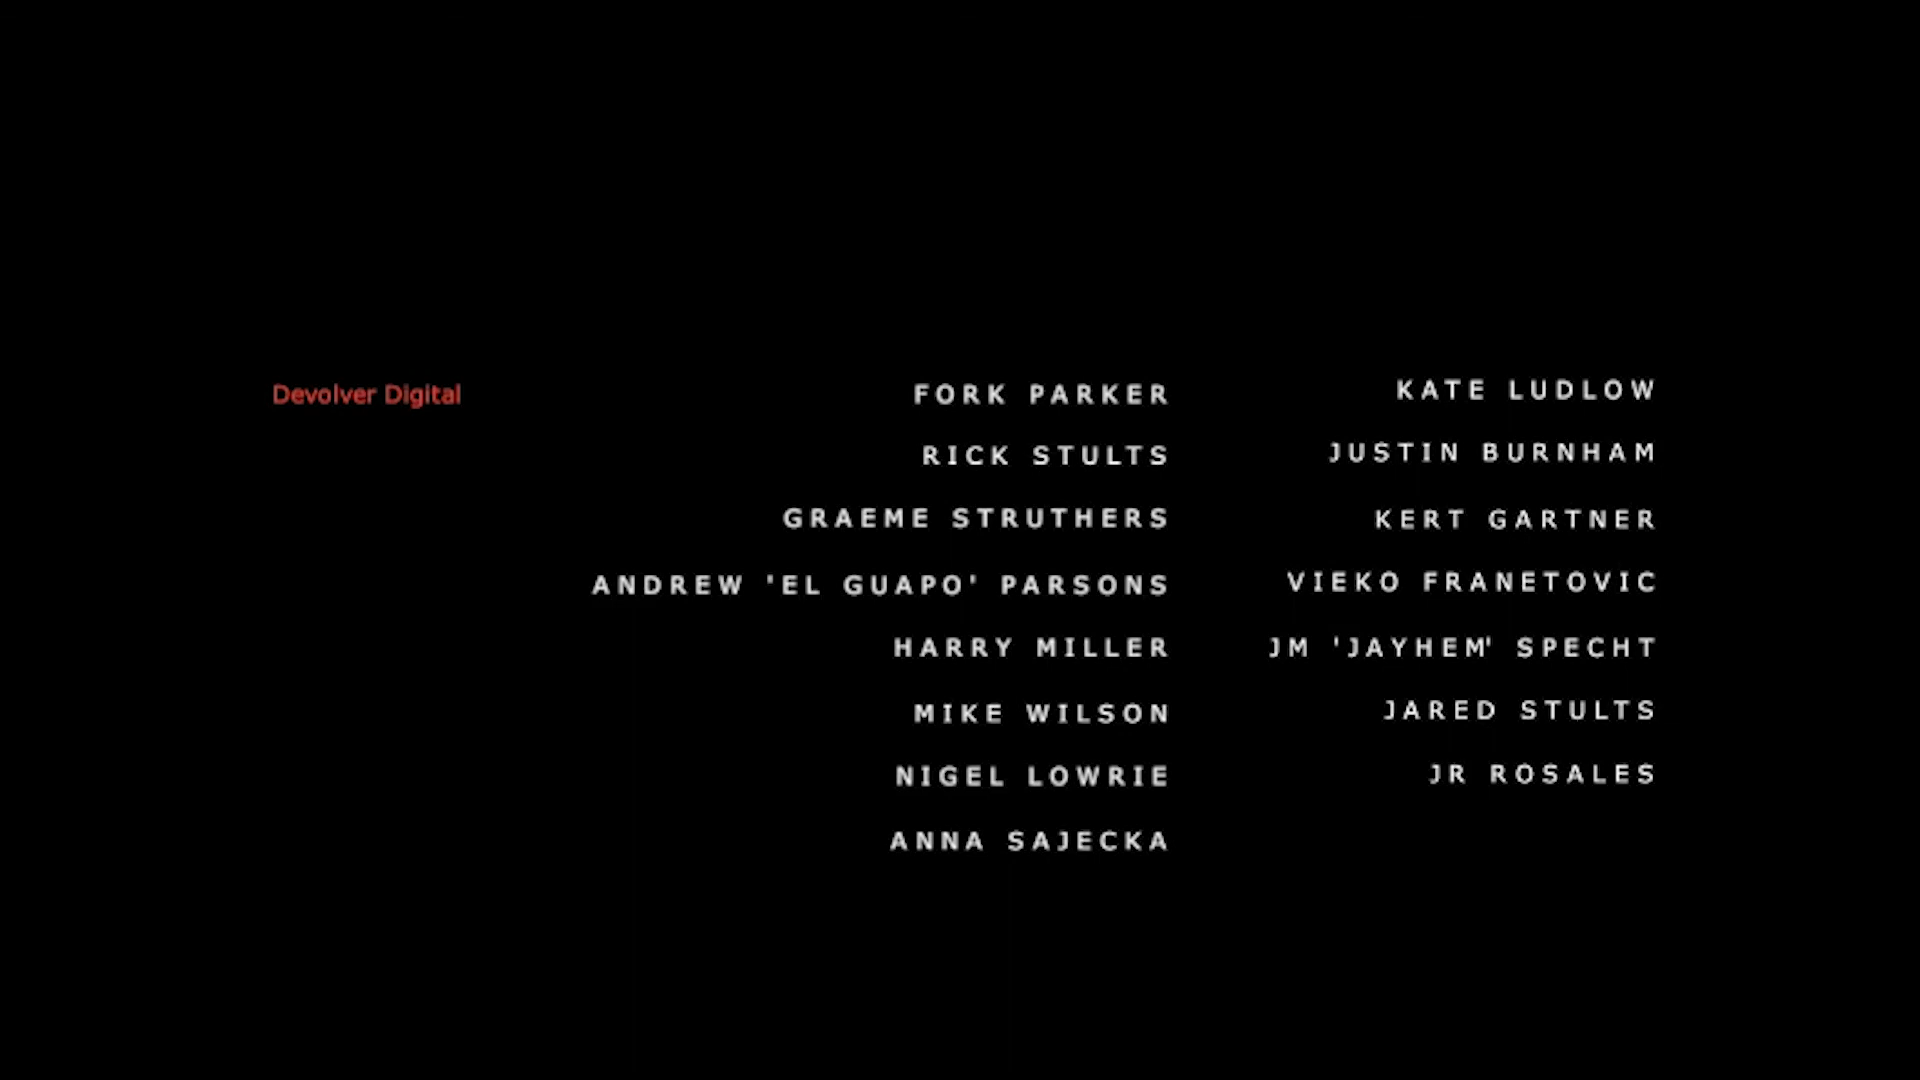 Devolver Digital
FORK PARKER
RICK STULTS
GRAEME STRUTHERS
ANDREW 'EL GUAPO' PARSONS
HARRY MILLER
MIKE WILSON
NIGEL LOWRIE
ANNA SAJECKA
KATE LUDLOW
JUSTIN BURNHAM
KERT GARTNER
VIEKO FRANETOVIC
JM 'JAYHEM' SPECHT
JARED STULTS
JR ROSALES